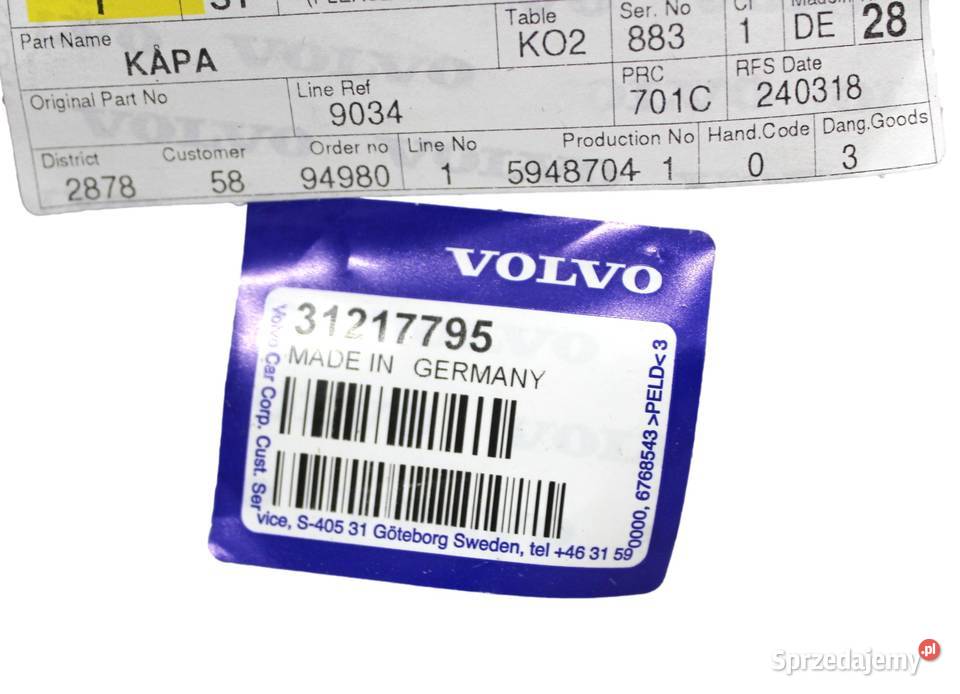 Part Name
KÅPA
Table
KO2
Ser. No
883
1
DE
28
Original Part No
Line Ref
9034
PRC
701C
RFS Date
240318
District
2878
Customer
58
Order no
94980
Line No
1
Production No
5948704 1
Hand.Code
0
Dang.Goods
3
VOLVO
31217795
MADE IN GERMANY
Volvo Car Corp. Cust. Service, S-405 31 Göteborg Sweden, tel +46 31 590000, 6768543 >PELD< 3
Sprzedajemy.pl